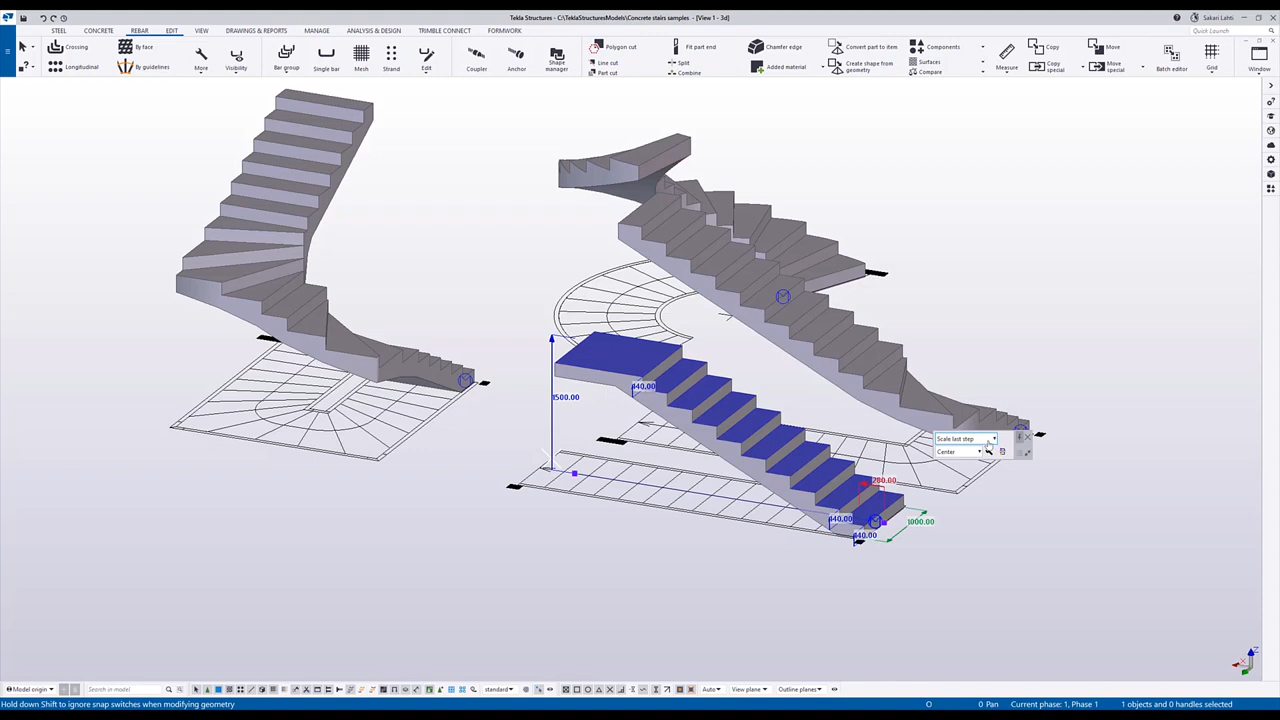 Tekla Structures - C:\TeklaStructuresModels\Concrete stairs samples - [View 1 - 3d]
Sakari Lahti
STEEL CONCRETE REBAR EDIT VIEW DRAWINGS & REPORTS MANAGE ANALYSIS & DESIGN TRIMBLE CONNECT FORMWORK
Quick Launch
Crossing
Longitudinal
By face
By guidelines
More
Visibility
Bar group
Single bar
Mesh
Strand
Edit
Coupler
Anchor
Shape manager
Polygon cut
Line cut
Part cut
Fit part end
Split
Combine
Chamfer edge
Added material
Convert part to item
Create shape from geometry
Components
Surfaces
Compare
Measure
Copy
Copy special
Move
Move special
Batch editor
Grid
Window
1500.00
440.00
280.00
440.00
440.00
1000.00
Scale last step
Center
Model origin
Search in model
standard
Auto
View plane
Outline planes
Hold down Shift to ignore snap switches when modifying geometry
O
0 Pan
Current phase: 1, Phase 1
1 objects and 0 handles selected